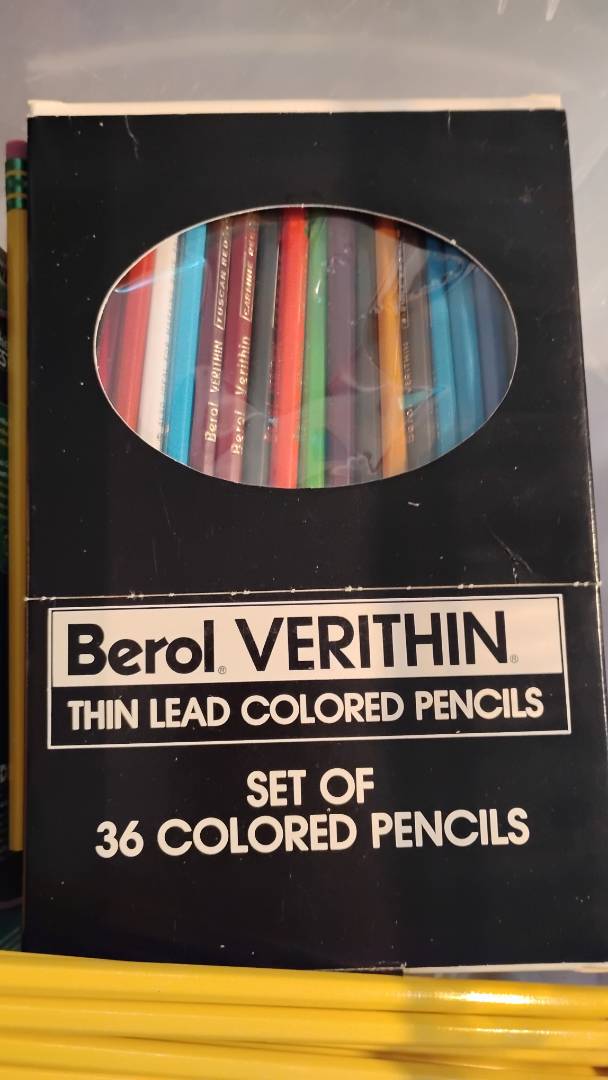 Berol VERITHIN TUSCAN RED
Berol Verithin CARMINE RED
Berol® VERITHIN®
THIN LEAD COLORED PENCILS
SET OF
36 COLORED PENCILS